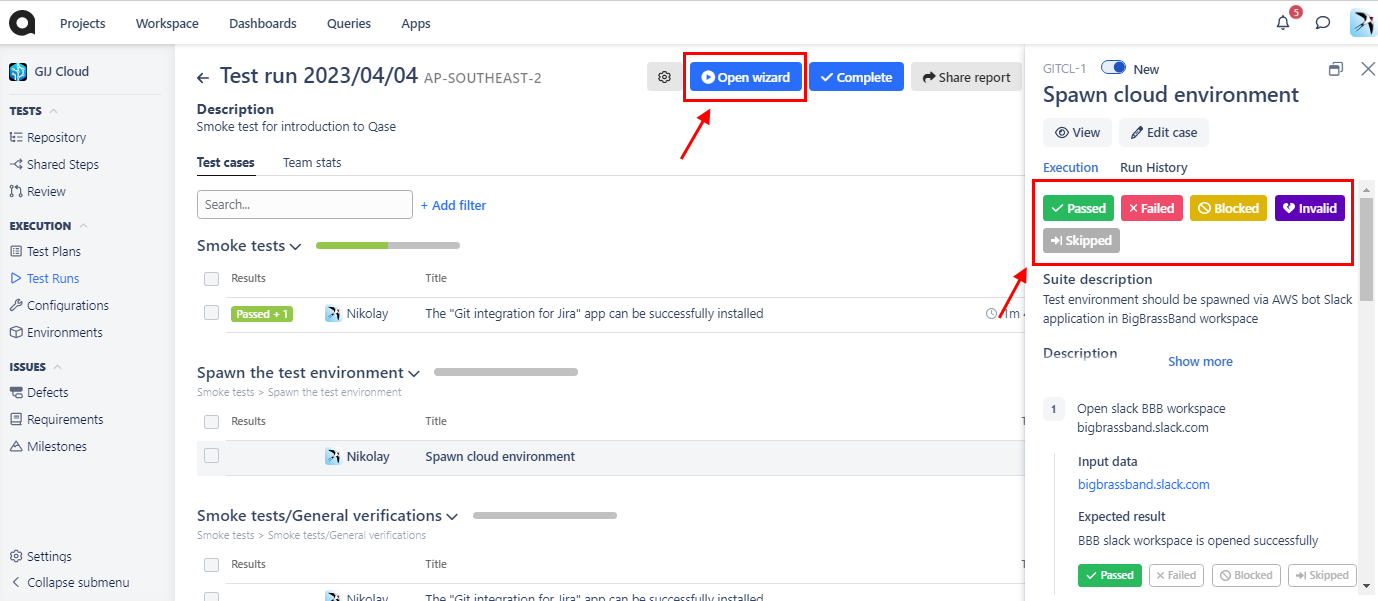 Projects Workspace Dashboards Queries Apps 5
GIJ Cloud
TESTS
Repository
Shared Steps
Review
EXECUTION
Test Plans
Test Runs
Configurations
Environments
ISSUES
Defects
Requirements
Milestones
Settings
Collapse submenu
Test run 2023/04/04 AP-SOUTHEAST-2
Open wizard Complete Share report
Description
Smoke test for introduction to Qase
Test cases Team stats
Search... + Add filter
Smoke tests
Results Title
Passed + 1 Nikolay The "Git integration for Jira" app can be successfully installed 1m
Spawn the test environment
Smoke tests > Spawn the test environment
Results Title
Nikolay Spawn cloud environment
Smoke tests/General verifications
Smoke tests > Smoke tests/General verifications
Results Title
Nikolay The "Git integration for Jira" app can be successfully installed
GITCL-1 New
Spawn cloud environment
View Edit case
Execution Run History
Passed Failed Blocked Invalid
Skipped
Suite description
Test environment should be spawned via AWS bot Slack
application in BigBrassBand workspace
Description
Show more
1 Open slack BBB workspace
bigbrassband.slack.com
Input data
bigbrassband.slack.com
Expected result
BBB slack workspace is opened successfully
Passed Failed Blocked Skipped